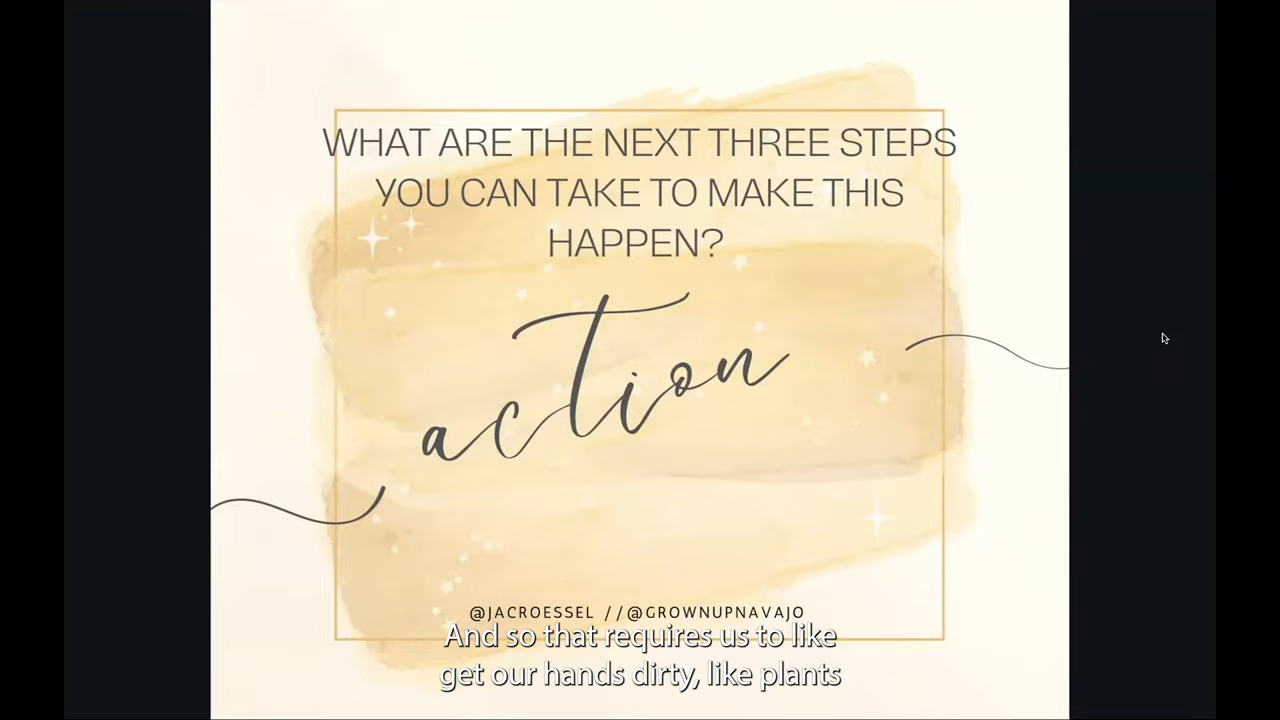 WHAT ARE THE NEXT THREE STEPS
YOU CAN TAKE TO MAKE THIS
HAPPEN?
action
@JACROESSEL //@GROWNUPNAVAJO
And so that requires us to like
get our hands dirty, like plants